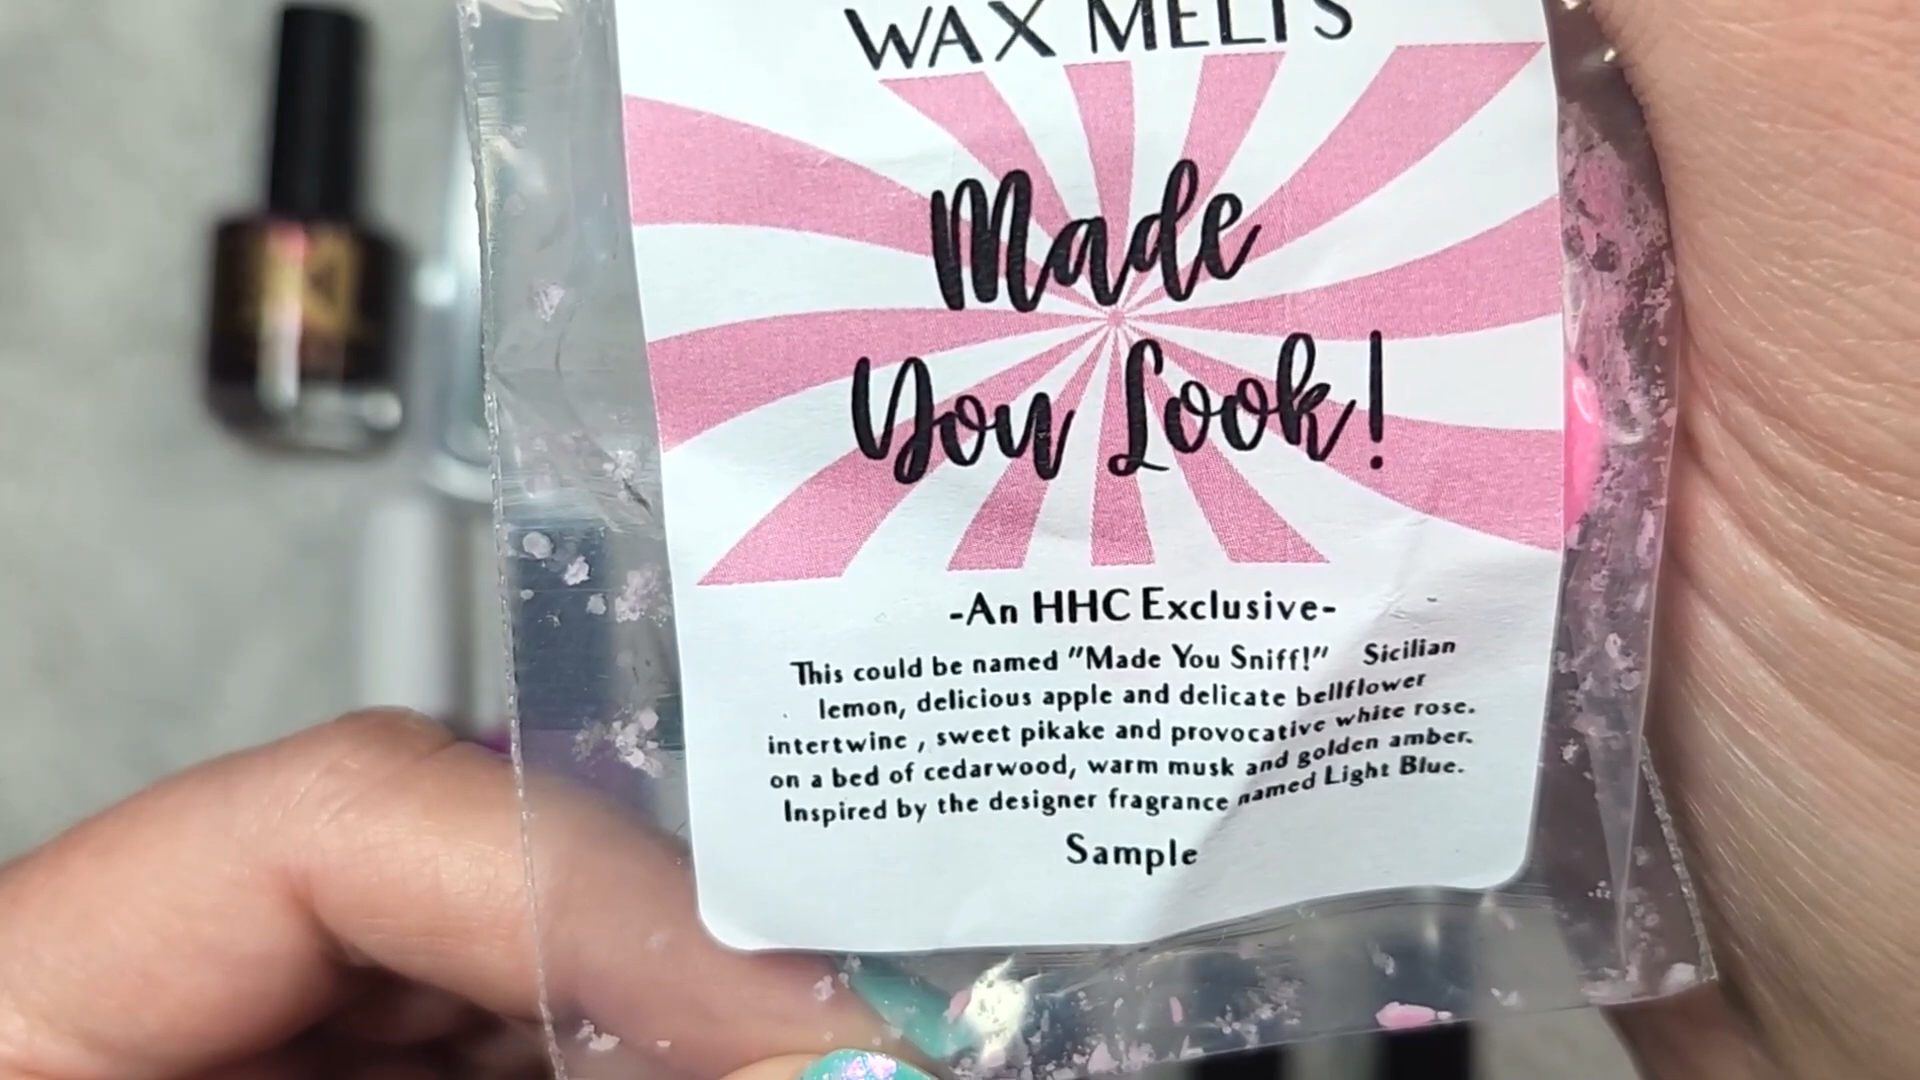 WAX MELTS
Made
You Look!
-An HHC Exclusive-
This could be named "Made You Sniff!" Sicilian
lemon, delicious apple and delicate bellflower
intertwine , sweet pikake and provocative white rose.
on a bed of cedarwood, warm musk and golden amber.
Inspired by the designer fragrance named Light Blue.
Sample